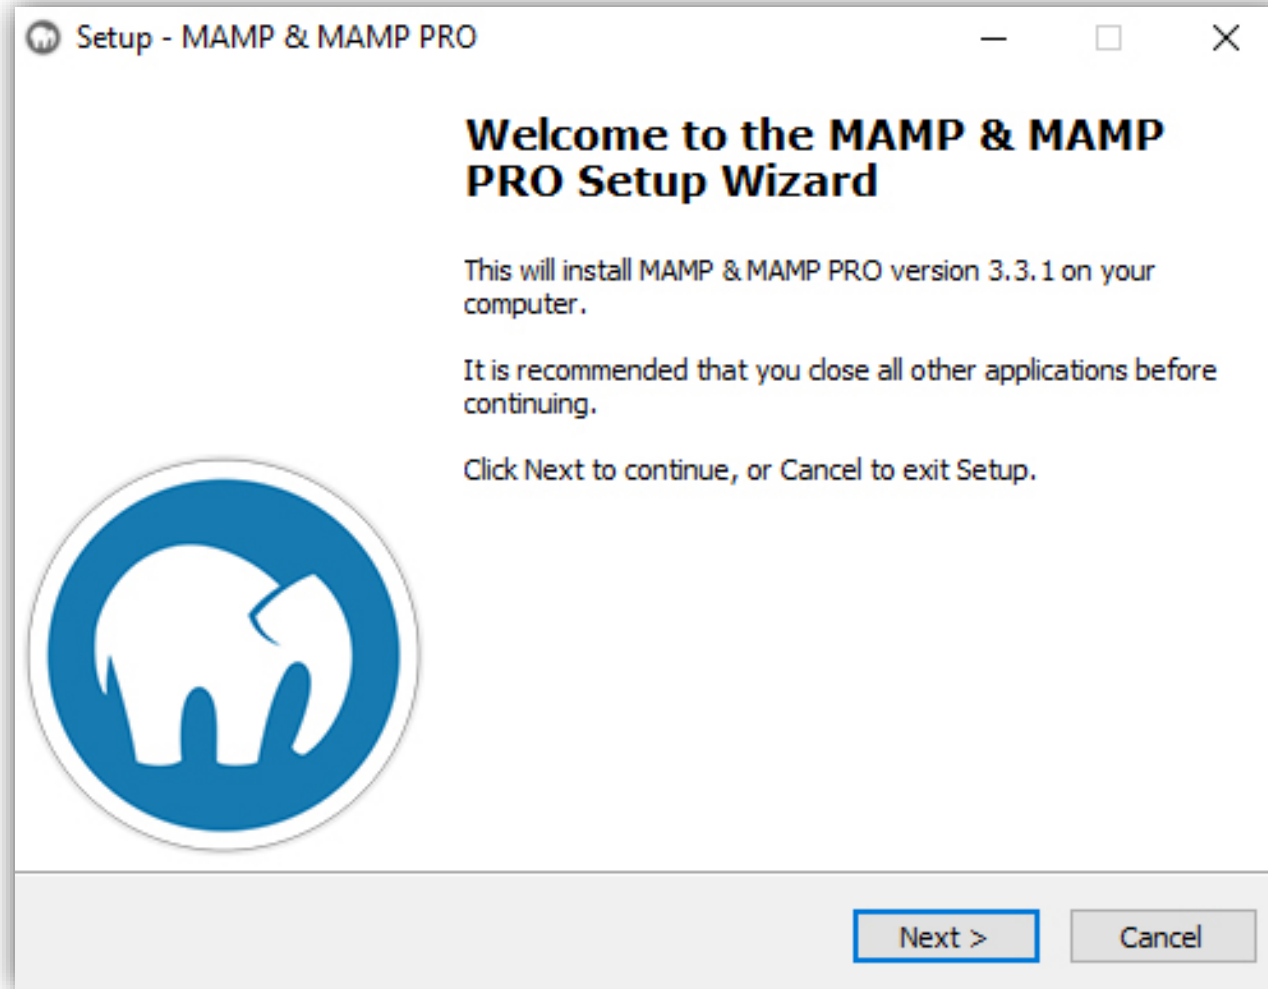 Setup - MAMP & MAMP PRO
Welcome to the MAMP & MAMP
PRO Setup Wizard
This will install MAMP & MAMP PRO version 3.3.1 on your
computer.
It is recommended that you close all other applications before
continuing.
Click Next to continue, or Cancel to exit Setup.
Next >
Cancel